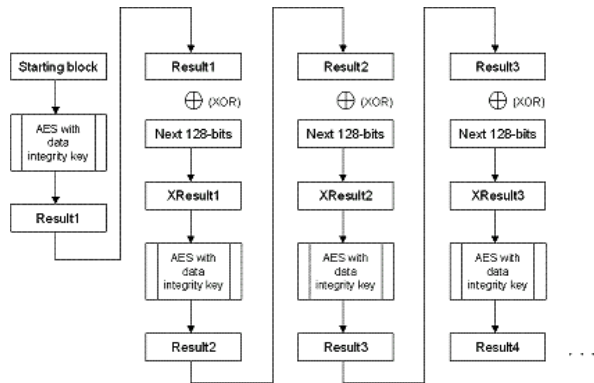 Starting block
AES with
data
integrity key
Result1
Result1
(XOR)
Next 128-bits
XResult1
AES with
data
integrity key
Result2
Result2
(XOR)
Next 128-bits
XResult2
AES with
data
integrity key
Result3
Result3
(XOR)
Next 128-bits
XResult3
AES with
data
integrity key
Result4
. . .